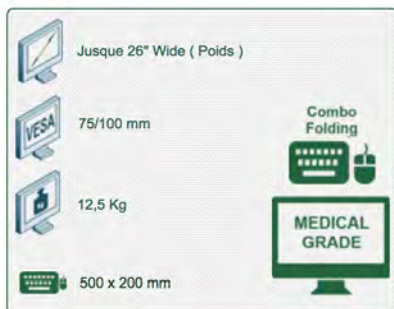 Jusque 26" Wide ( Poids )
VESA
75/100 mm
12,5 Kg
500 x 200 mm
Combo
Folding
MEDICAL
GRADE